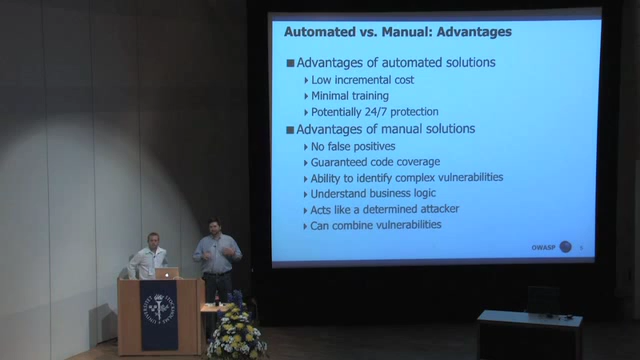 Automated vs. Manual: Advantages
Advantages of automated solutions
Low incremental cost
Minimal training
Potentially 24/7 protection
Advantages of manual solutions
No false positives
Guaranteed code coverage
Ability to identify complex vulnerabilities
Understand business logic
Acts like a determined attacker
Can combine vulnerabilities
OWASP